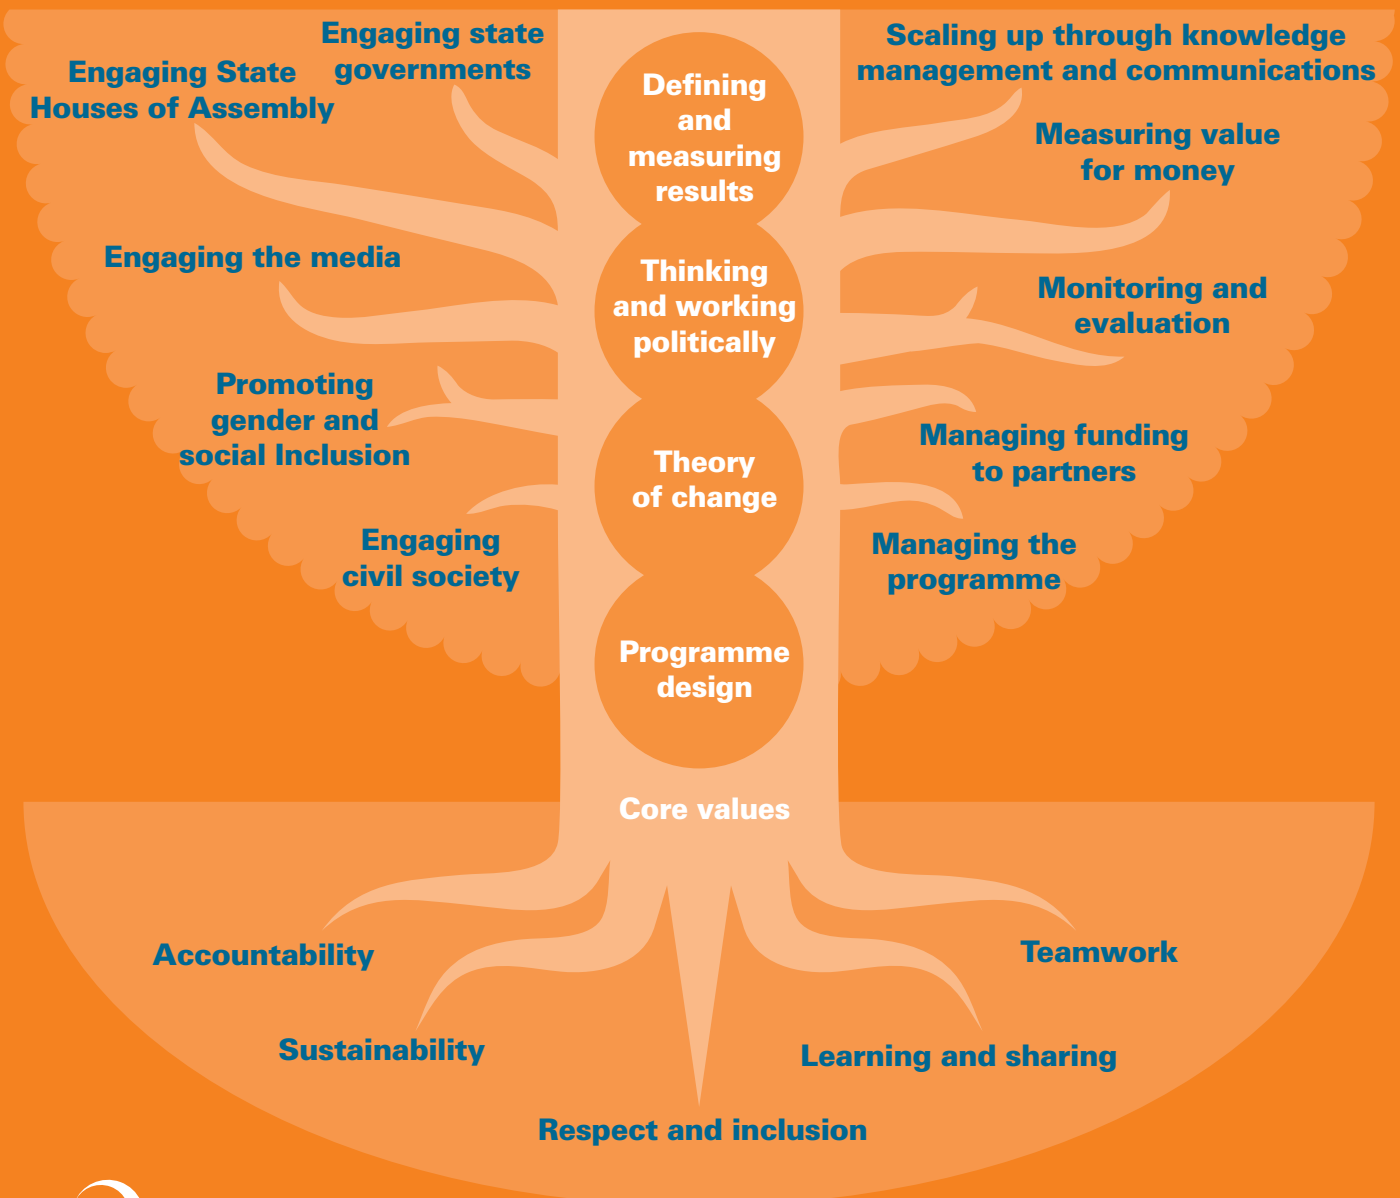 Engaging state
governments
Engaging State
Houses of Assembly
Engaging the media
Promoting
gender and
social Inclusion
Engaging
civil society
Defining
and
measuring
results
Thinking
and working
politically
Theory
of change
Programme
design
Core values
Scaling up through knowledge
management and communications
Measuring value
for money
Monitoring and
evaluation
Managing funding
to partners
Managing the
programme
Accountability
Sustainability
Respect and inclusion
Learning and sharing
Teamwork